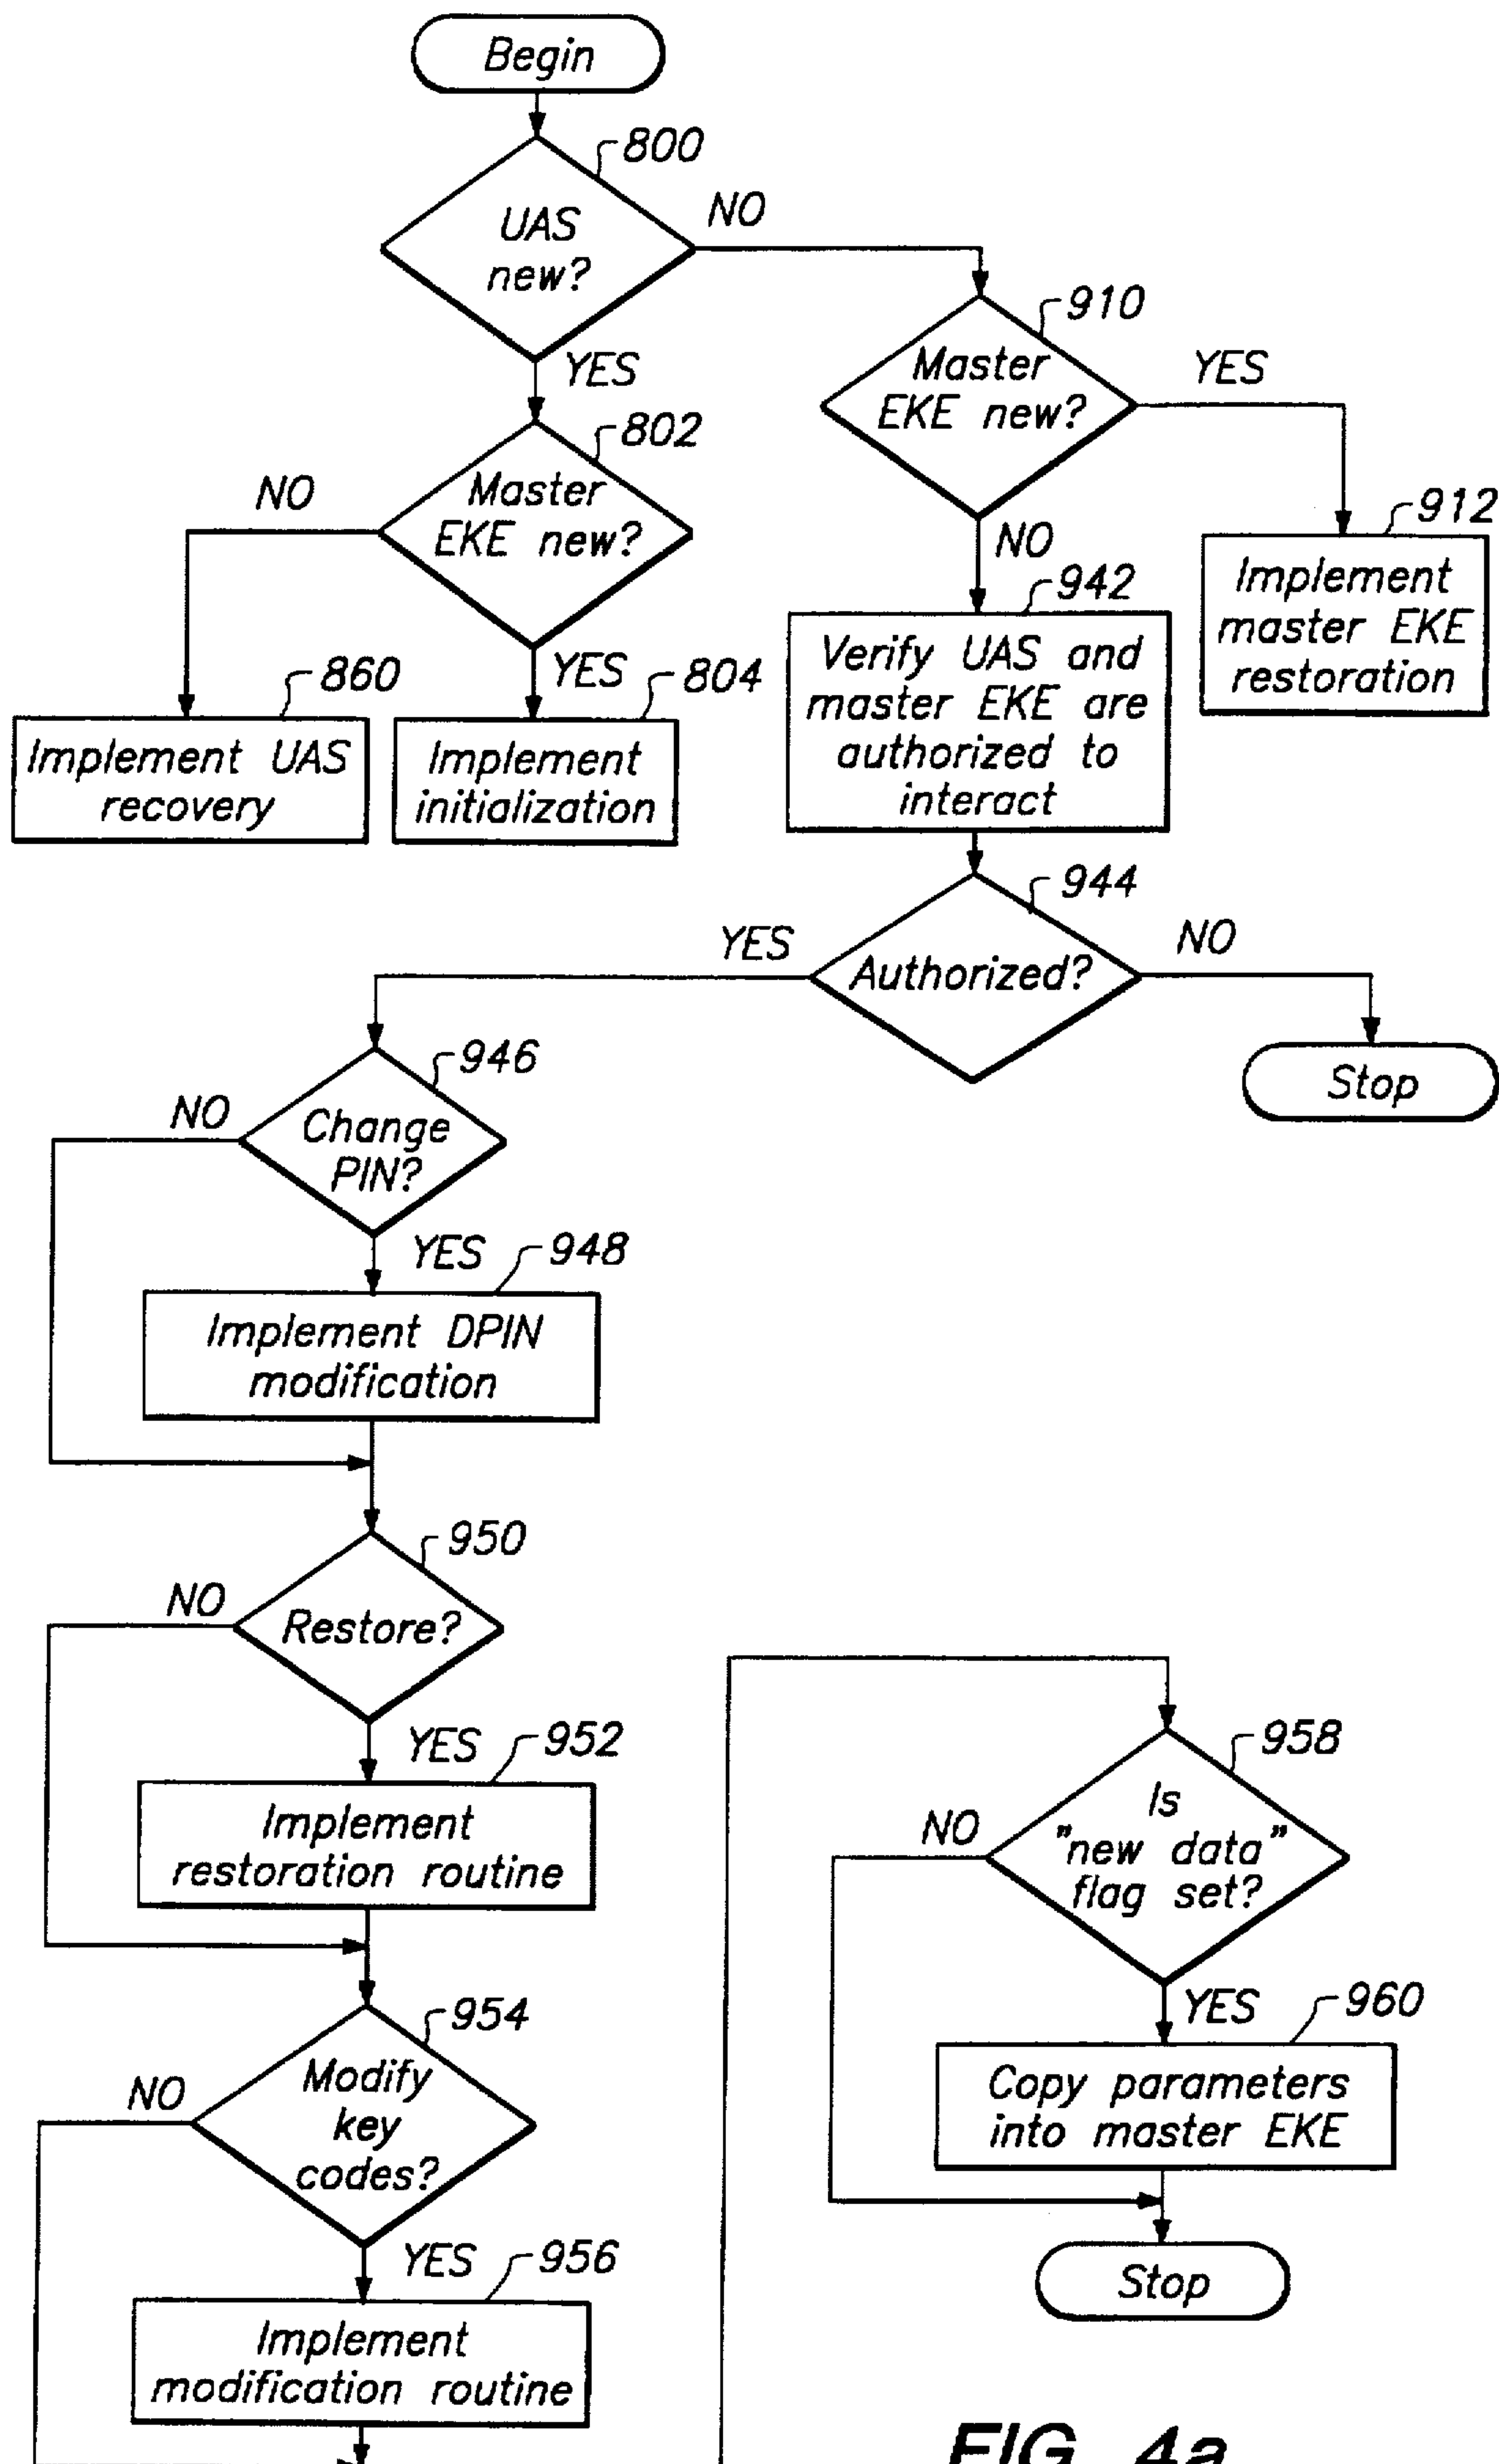 Begin
800
UAS
new?
NO
YES
910
Master
EKE new?
YES
NO
802
Master
EKE new?
NO
YES
912
Implement
master EKE
restoration
942
Verify UAS and
master EKE are
authorized to
interact
860
Implement UAS
recovery
804
Implement
initialization
944
Authorized?
YES
NO
Stop
946
Change
PIN?
NO
YES
948
Implement DPIN
modification
950
Restore?
NO
YES
952
Implement
restoration routine
954
Modify
key
codes?
NO
YES
956
Implement
modification routine
958
Is
"new data"
flag set?
NO
YES
960
Copy parameters
into master EKE
Stop
FIG. 4a